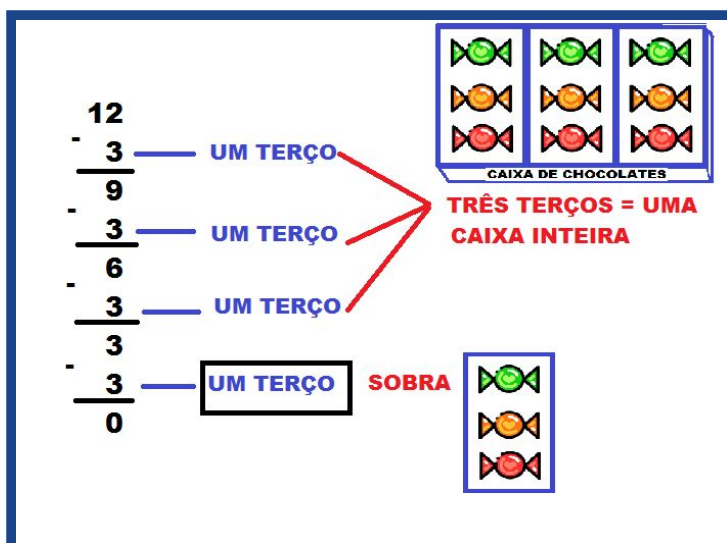 12
- 3 UM TERÇO
9
- 3 UM TERÇO
6
- 3 UM TERÇO
3
- 3 UM TERÇO SOBRA
0
CAIXA DE CHOCOLATES
TRÊS TERÇOS = UMA
CAIXA INTEIRA